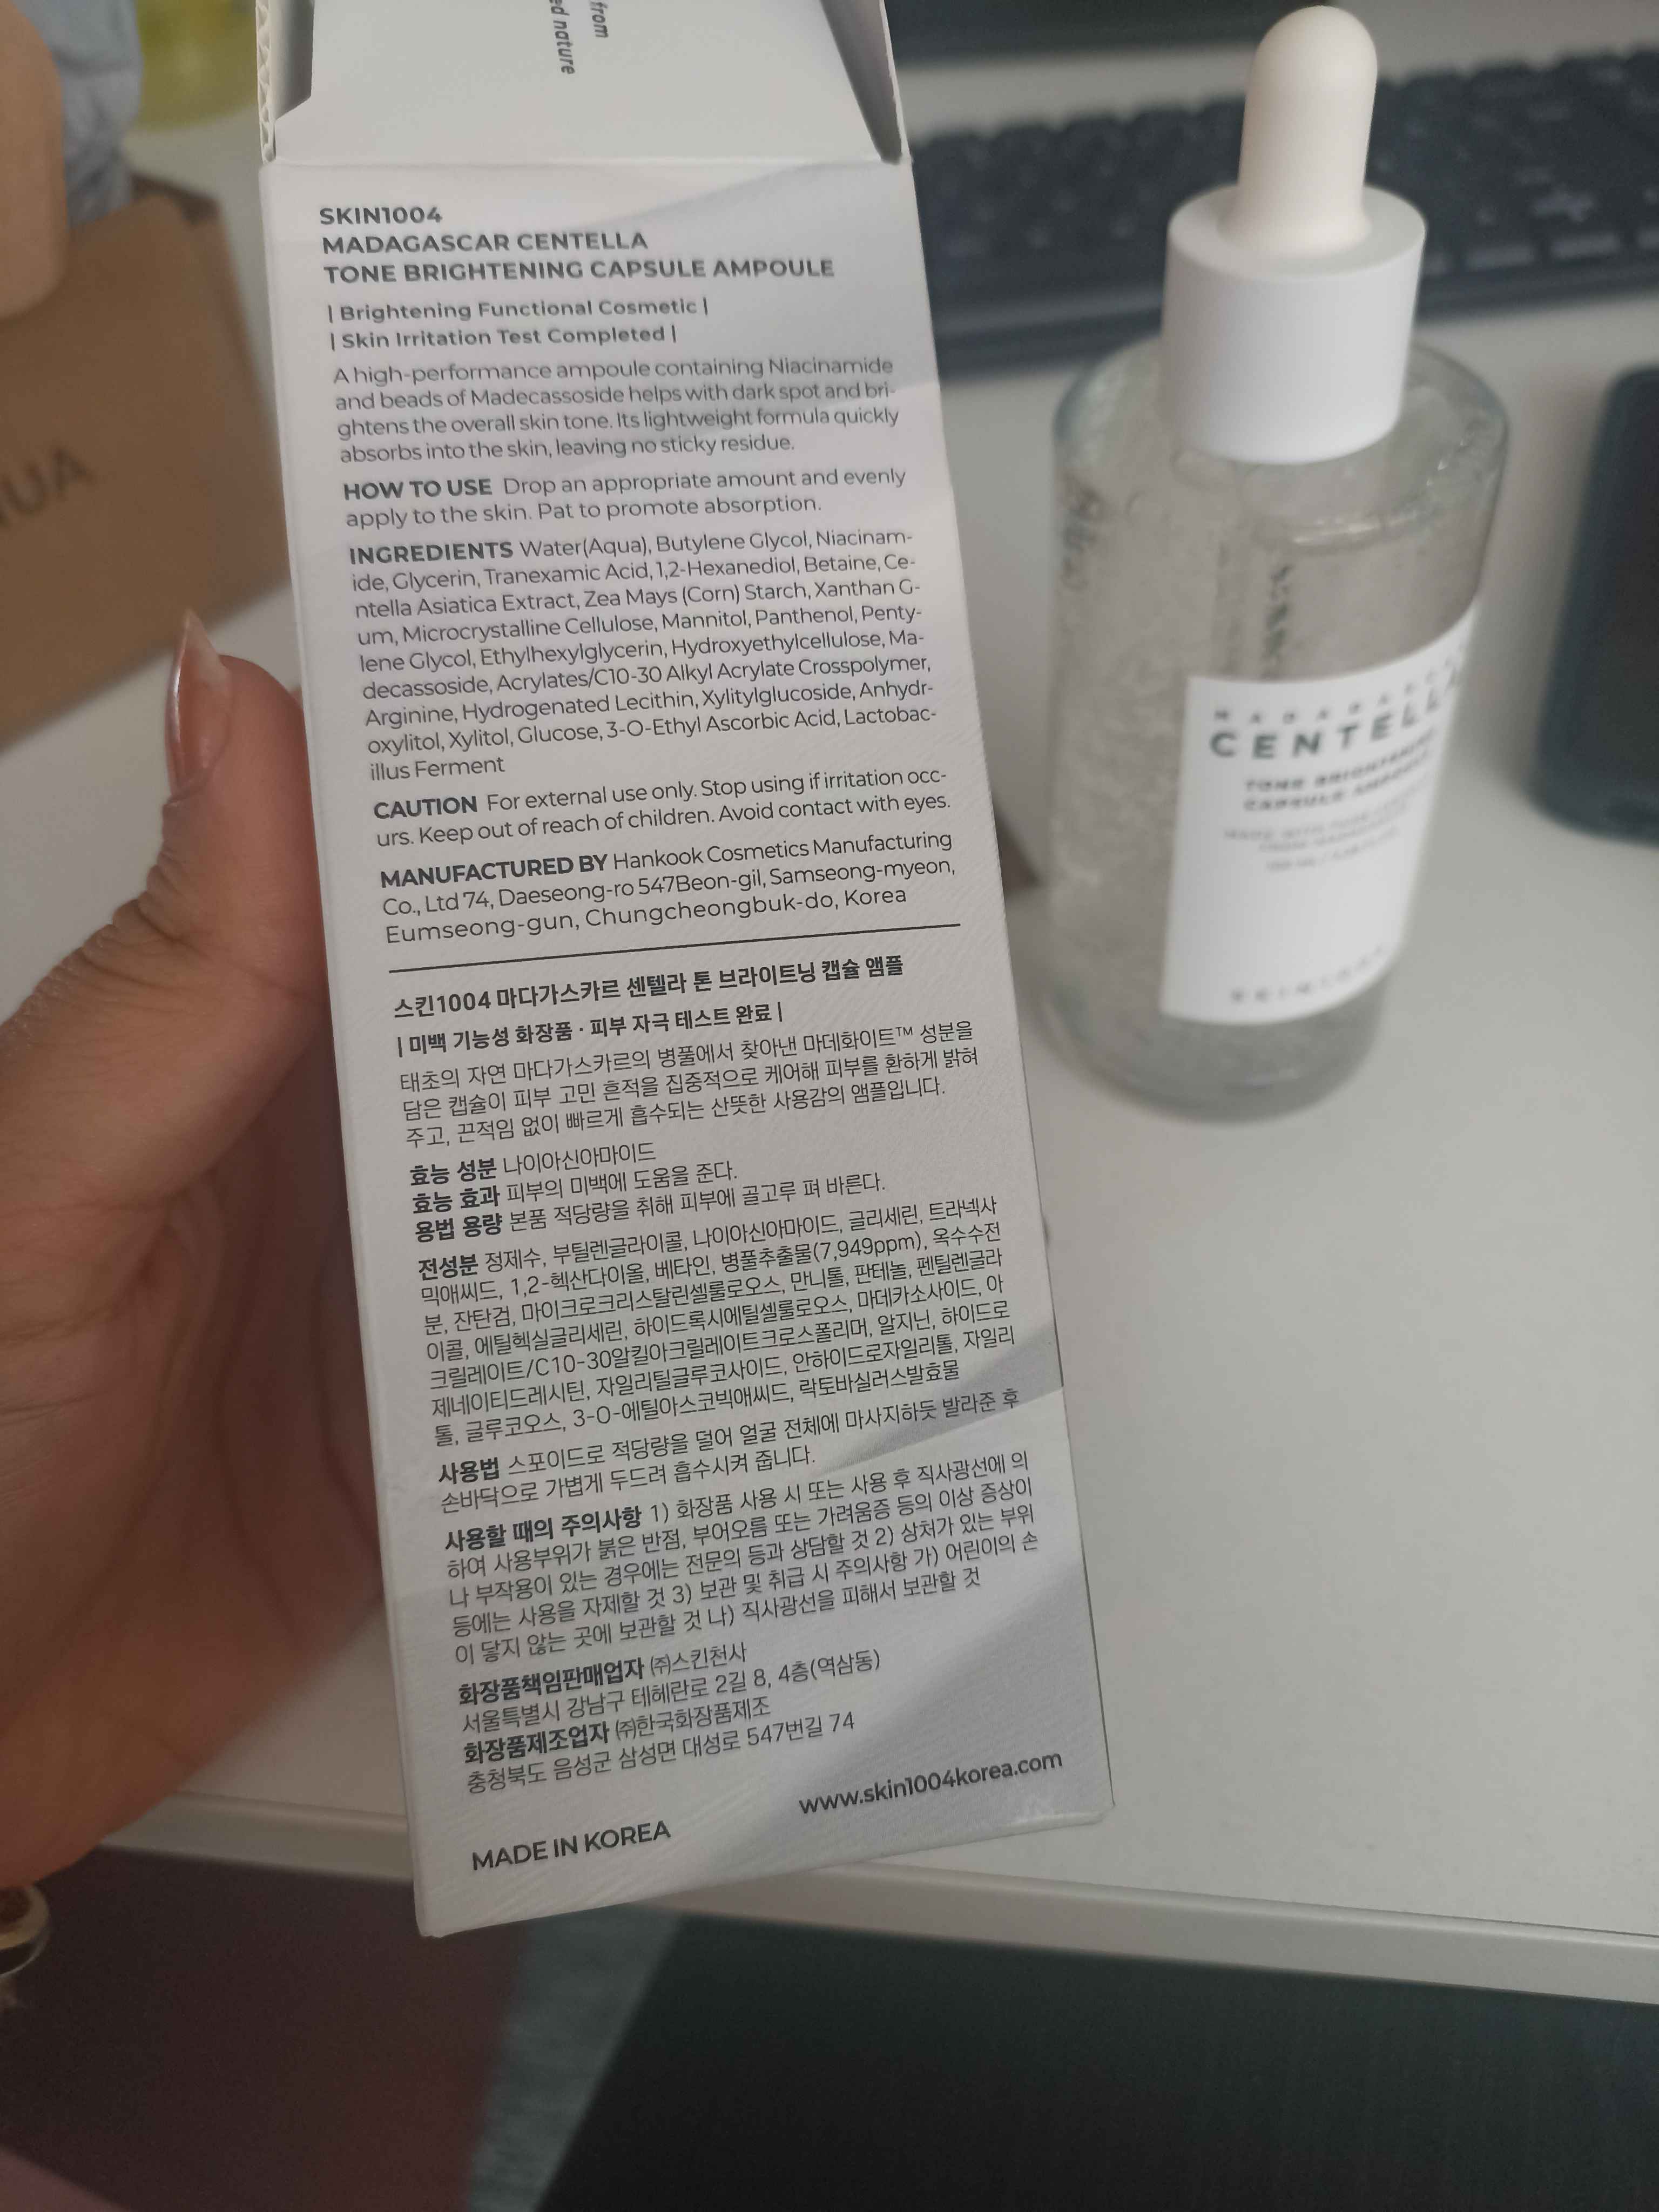 from
ed nature
SKIN1004
MADAGASCAR CENTELLA
TONE BRIGHTENING CAPSULE AMPOULE
| Brightening Functional Cosmetic |
| Skin Irritation Test Completed |
A high-performance ampoule containing Niacinamide
and beads of Madecassoside helps with dark spot and bri-
ghtens the overall skin tone. Its lightweight formula quickly
absorbs into the skin, leaving no sticky residue.
HOW TO USE Drop an appropriate amount and evenly
apply to the skin. Pat to promote absorption.
INGREDIENTS Water(Aqua), Butylene Glycol, Niacinam-
ide, Glycerin, Tranexamic Acid, 1,2-Hexanediol, Betaine, Ce-
ntella Asiatica Extract, Zea Mays (Corn) Starch, Xanthan G-
um, Microcrystalline Cellulose, Mannitol, Panthenol, Penty-
lene Glycol, Ethylhexylglycerin, Hydroxyethylcellulose, Ma-
decassoside, Acrylates/C10-30 Alkyl Acrylate Crosspolymer,
Arginine, Hydrogenated Lecithin, Xylitylglucoside, Anhydr-
oxylitol, Xylitol, Glucose, 3-O-Ethyl Ascorbic Acid, Lactobac-
illus Ferment
CAUTION For external use only. Stop using if irritation occ-
urs. Keep out of reach of children. Avoid contact with eyes.
MANUFACTURED BY Hankook Cosmetics Manufacturing
Co., Ltd 74, Daeseong-ro 547Beon-gil, Samseong-myeon,
Eumseong-gun, Chungcheongbuk-do, Korea
스킨1004 마다가스카르 센텔라 톤 브라이트닝 캡슐 앰플
| 미백 기능성 화장품 · 피부 자극 테스트 완료 |
태초의 자연 마다가스카르의 병풀에서 찾아낸 마데화이트™ 성분을
담은 캡슐이 피부 고민 흔적을 집중적으로 케어해 피부를 환하게 밝혀
주고, 끈적임 없이 빠르게 흡수되는 산뜻한 사용감의 앰플입니다.
효능 성분 나이아신아마이드
효능 효과 피부의 미백에 도움을 준다.
용법 용량 본품 적당량을 취해 피부에 골고루 펴 바른다.
전성분 정제수, 부틸렌글라이콜, 나이아신아마이드, 글리세린, 트라넥사
믹애씨드, 1,2-헥산다이올, 베타인, 병풀추출물(7,949ppm), 옥수수전
분, 잔탄검, 마이크로크리스탈린셀룰로오스, 만니톨, 판테놀, 펜틸렌글라
이콜, 에틸헥실글리세린, 하이드록시에틸셀룰로오스, 마데카소사이드, 아
크릴레이트/C10-30알킬아크릴레이트크로스폴리머, 알지닌, 하이드로
제네이티드레시틴, 자일리틸글루코사이드, 안하이드로자일리톨, 자일리
톨, 글루코오스, 3-O-에틸아스코빅애씨드, 락토바실러스발효물
사용법 스포이드로 적당량을 덜어 얼굴 전체에 마사지하듯 발라준 후
손바닥으로 가볍게 두드려 흡수시켜 줍니다.
사용할 때의 주의사항 1) 화장품 사용 시 또는 사용 후 직사광선에 의
하여 사용부위가 붉은 반점, 부어오름 또는 가려움증 등의 이상 증상이
나 부작용이 있는 경우에는 전문의 등과 상담할 것 2) 상처가 있는 부위
등에는 사용을 자제할 것 3) 보관 및 취급 시 주의사항 가) 어린이의 손
이 닿지 않는 곳에 보관할 것 나) 직사광선을 피해서 보관할 것
화장품책임판매업자 ㈜스킨천사
서울특별시 강남구 테헤란로 2길 8, 4층(역삼동)
화장품제조업자 ㈜한국화장품제조
충청북도 음성군 삼성면 대성로 547번길 74
www.skin1004korea.com
MADE IN KOREA
CENTELLA
TONE BRIGHTENING
CAPSULE AMPOULE